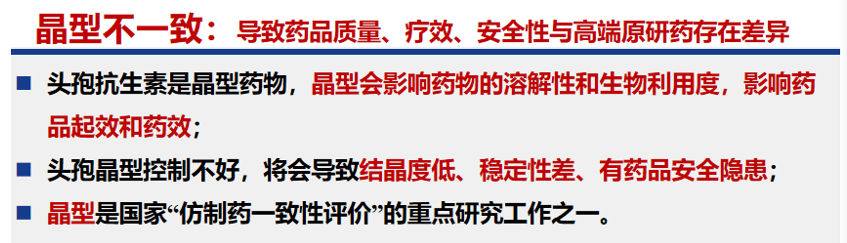 晶型不一致：导致药品质量、疗效、安全性与高端原研药存在差异
■ 头孢抗生素是晶型药物，晶型会影响药物的溶解性和生物利用度，影响药
品起效和药效；
■ 头孢晶型控制不好，将会导致结晶度低、稳定性差、有药品安全隐患；
■ 晶型是国家“仿制药一致性评价”的重点研究工作之一。